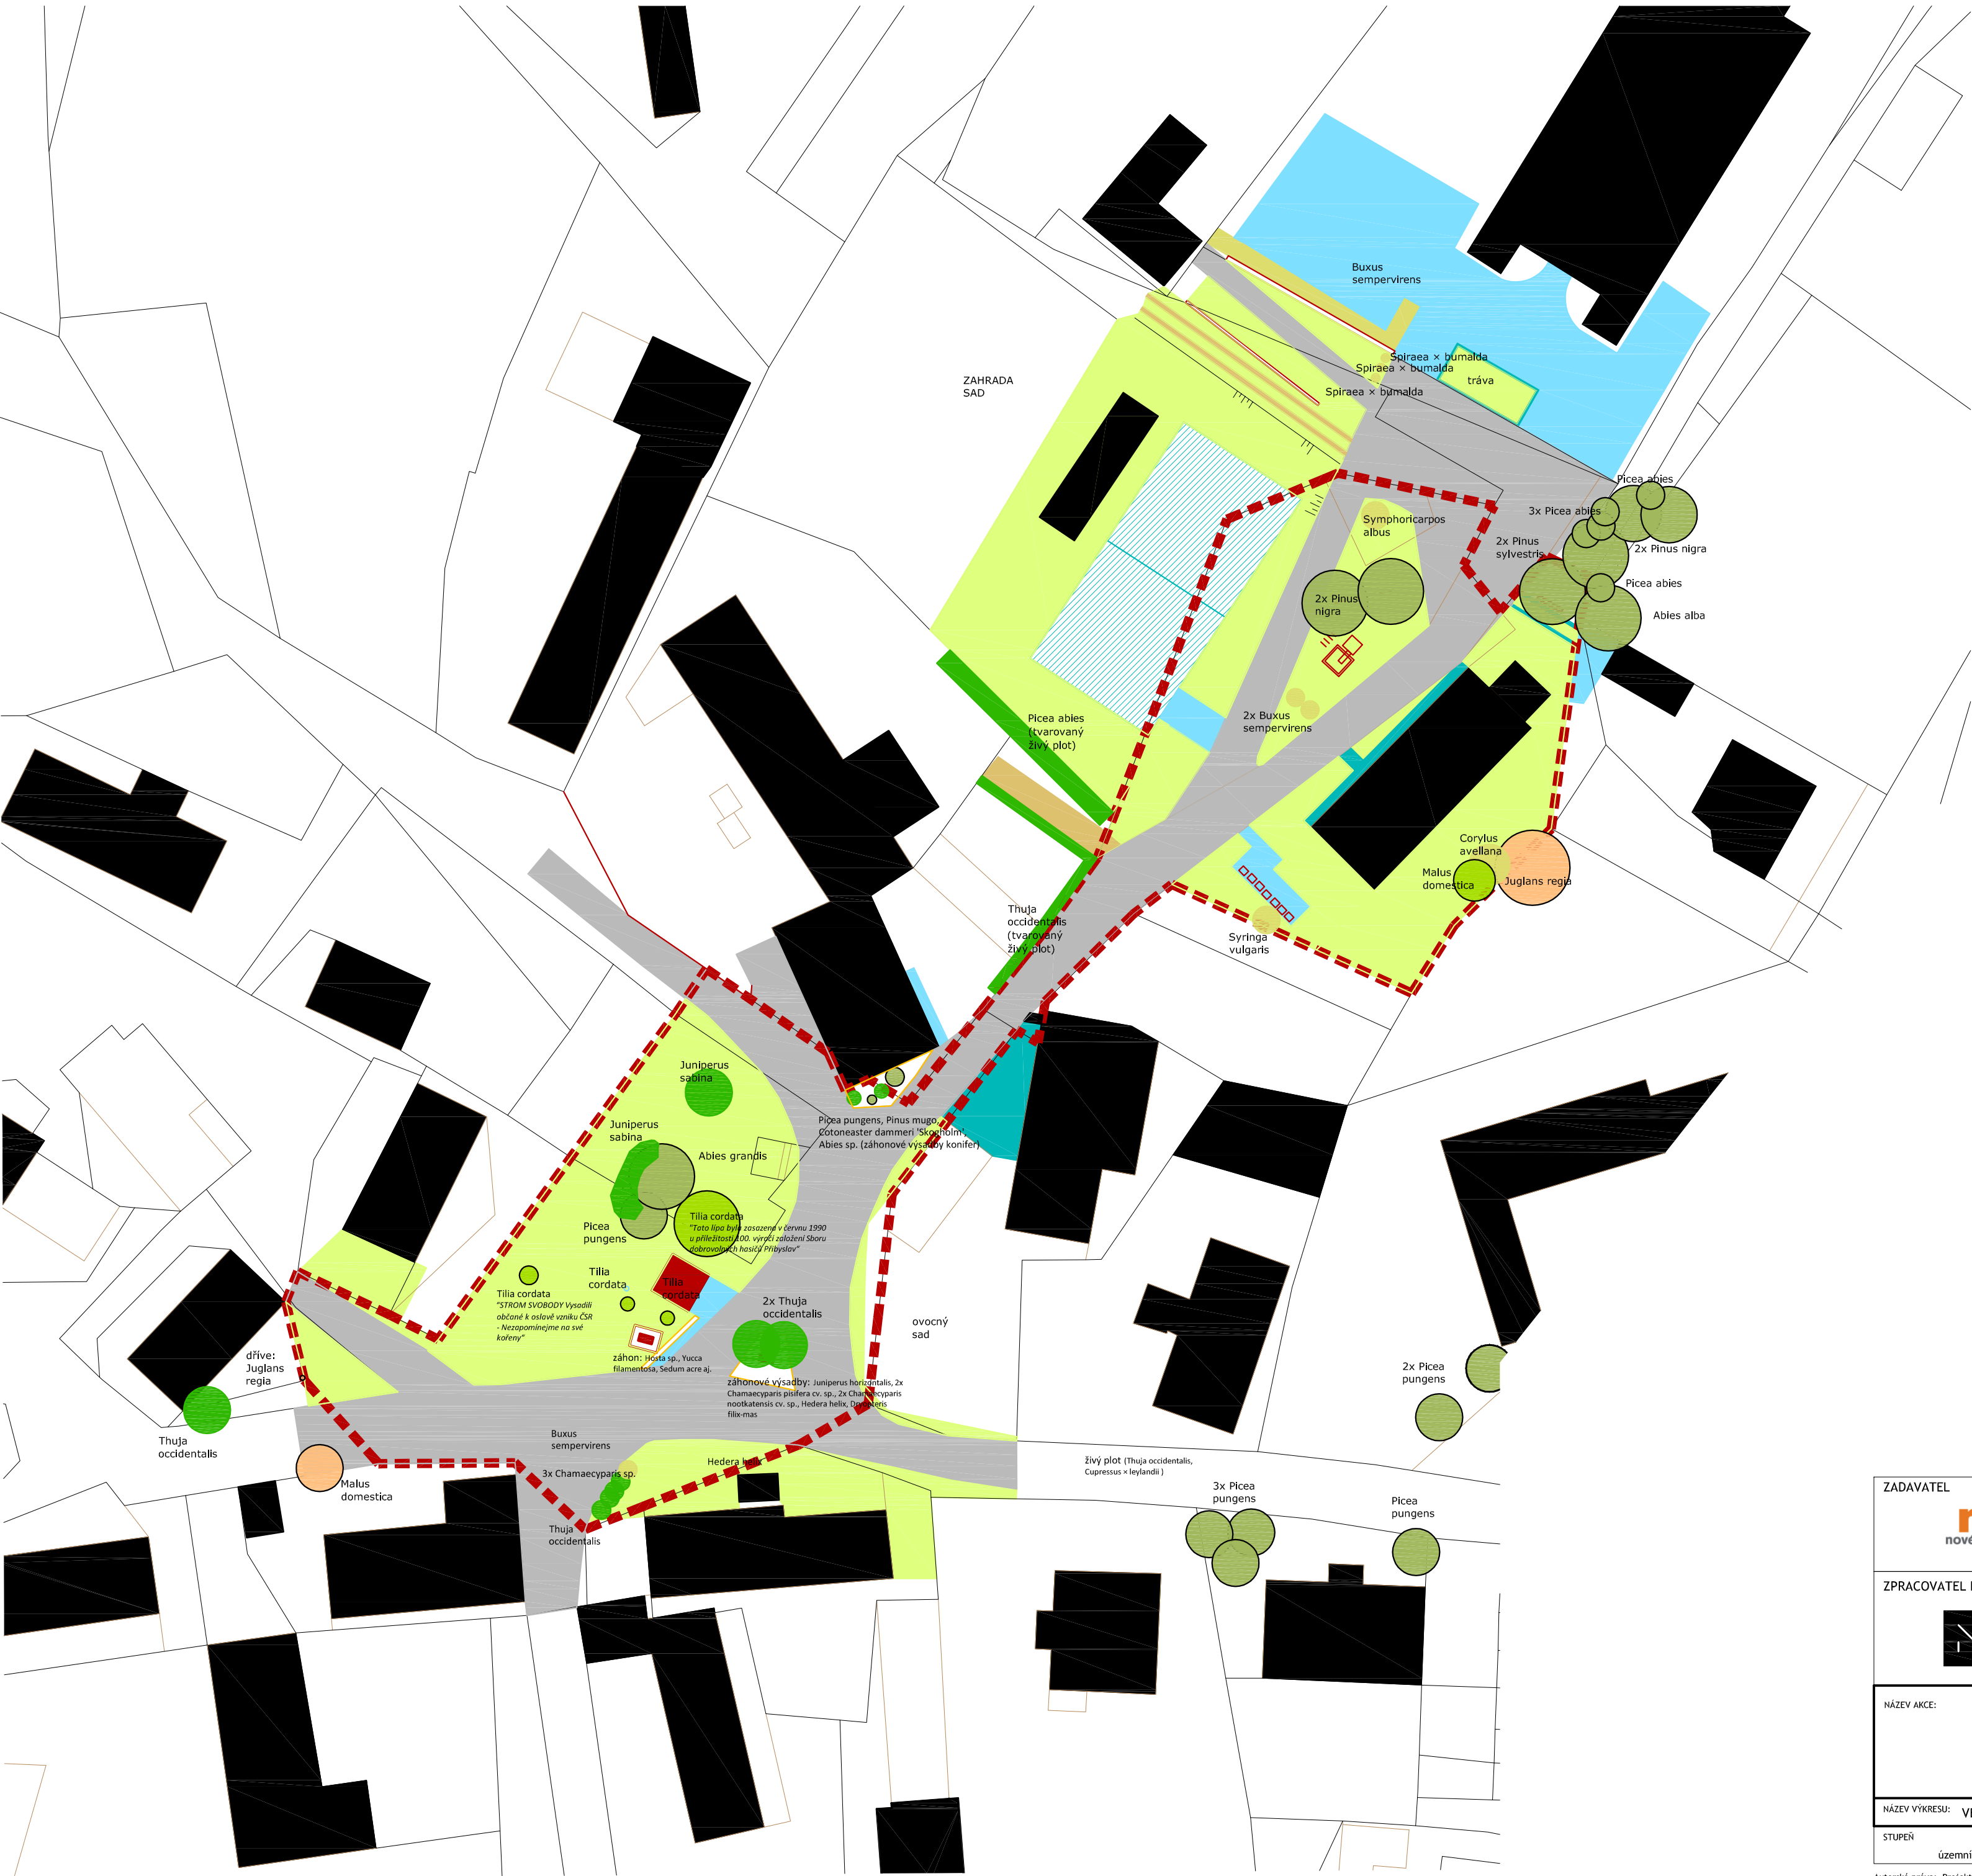 Buxus
sempervirens
Spiraea × bumalda
Spiraea × bumalda
Spiraea × bumalda
tráva
ZAHRADA
SAD
Picea abies
3x Picea abies
2x Pinus
sylvestris
2x Pinus nigra
Picea abies
Abies alba
Symphoricarpos
albus
2x Pinus
nigra
2x Buxus
sempervirens
Picea abies
(tvarovaný
živý plot)
Corylus
avellana
Malus
domestica
Juglans regia
Thuja
occidentalis
(tvarovaný
živý plot)
Syringa
vulgaris
Juniperus
sabina
Juniperus
sabina
Picea pungens, Pinus mugo,
Cotoneaster dammeri 'Skogholm',
Abies sp. (záhonové výsadby konifer)
Abies grandis
Picea
pungens
Tilia cordata
"Tato lípa byla zasazena v červnu 1990
u příležitosti 100. výročí založení Sboru
dobrovolných hasičů Přibyslav"
Tilia
cordata
Tilia
cordata
Tilia cordata
"STROM SVOBODY Vysadili
občané k oslavě vzniku ČSR
- Nezapomínejme na své
kořeny"
2x Thuja
occidentalis
ovocný
sad
záhon: Hosta sp., Yucca
filamentosa, Sedum acre aj.
záhonové výsadby: Juniperus horizontalis, 2x
Chamaecyparis pisifera cv. sp., 2x Chamaecyparis
nootkatensis cv. sp., Hedera helix, Dryopteris
filix-mas
dříve:
Juglans
regia
Thuja
occidentalis
Malus
domestica
Buxus
sempervirens
3x Chamaecyparis sp.
Hedera helix
Thuja
occidentalis
živý plot (Thuja occidentalis,
Cupressus × leylandii )
2x Picea
pungens
3x Picea
pungens
Picea
pungens
ZADAVATEL
nové
ZPRACOVATEL
NÁZEV AKCE:
NÁZEV VÝKRESU:
STUPEŇ
územní